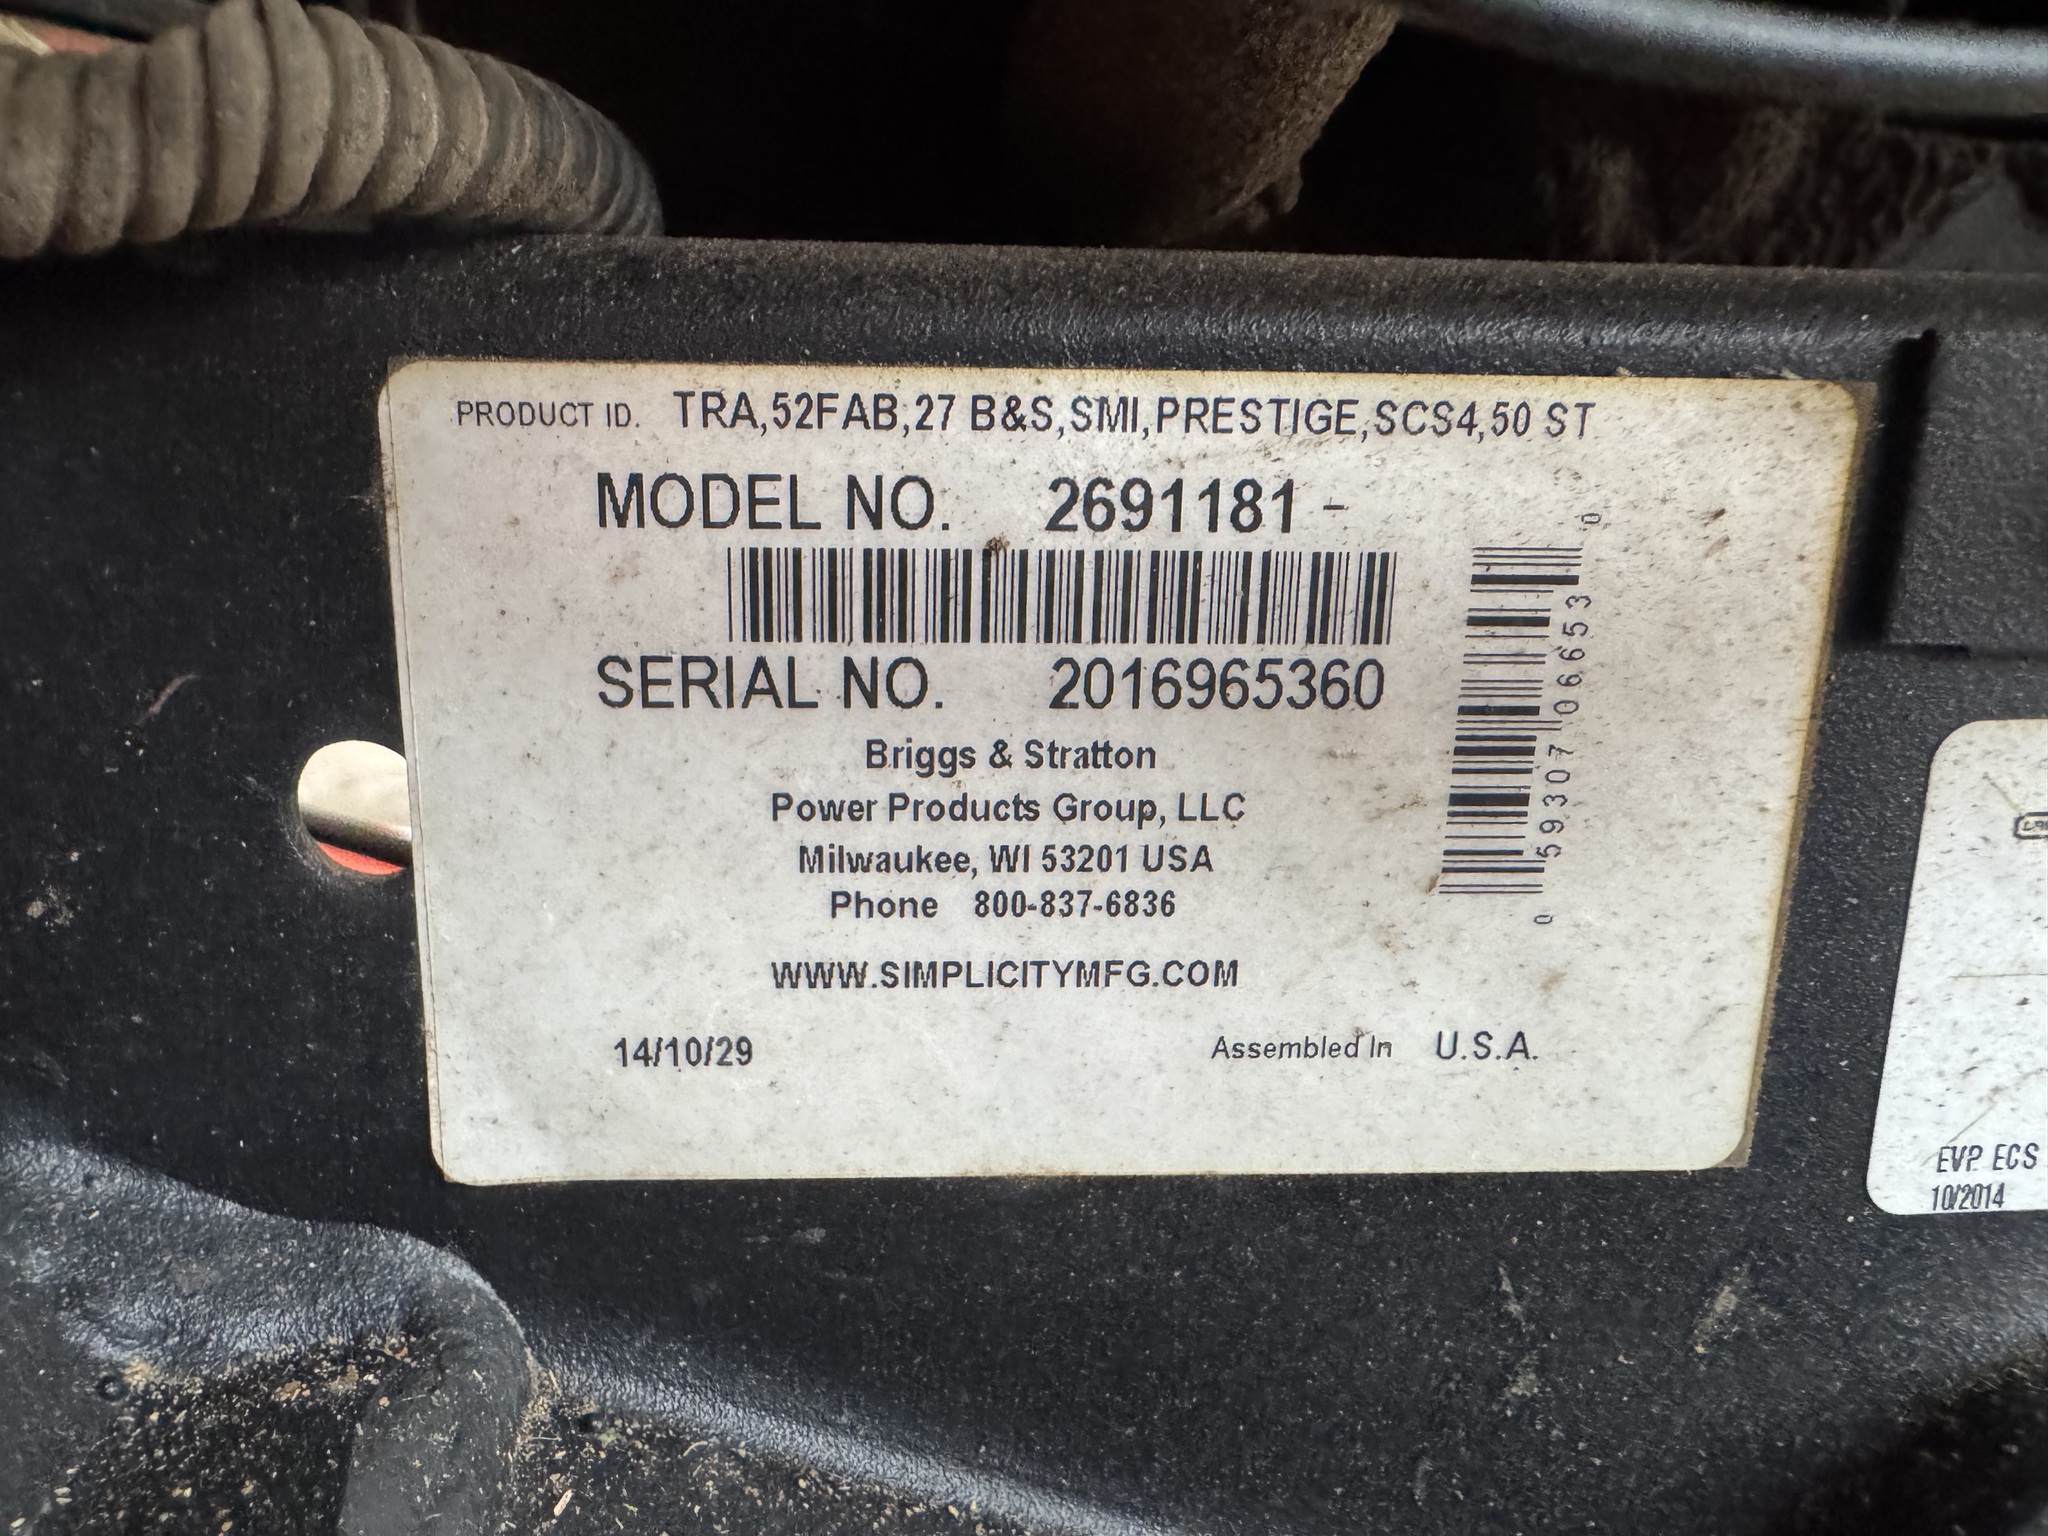 PRODUCT ID. TRA,52FAB,27 B&S,SMI,PRESTIGE,SCS4,50 ST
MODEL NO. 2691181 -
SERIAL NO. 2016965360
Briggs & Stratton
Power Products Group, LLC
Milwaukee, WI 53201 USA
Phone 800-837-6836
WWW.SIMPLICITYMFG.COM
14/10/29 Assembled In U.S.A.
0 59307 06653 0
EVP ECS
10/2014